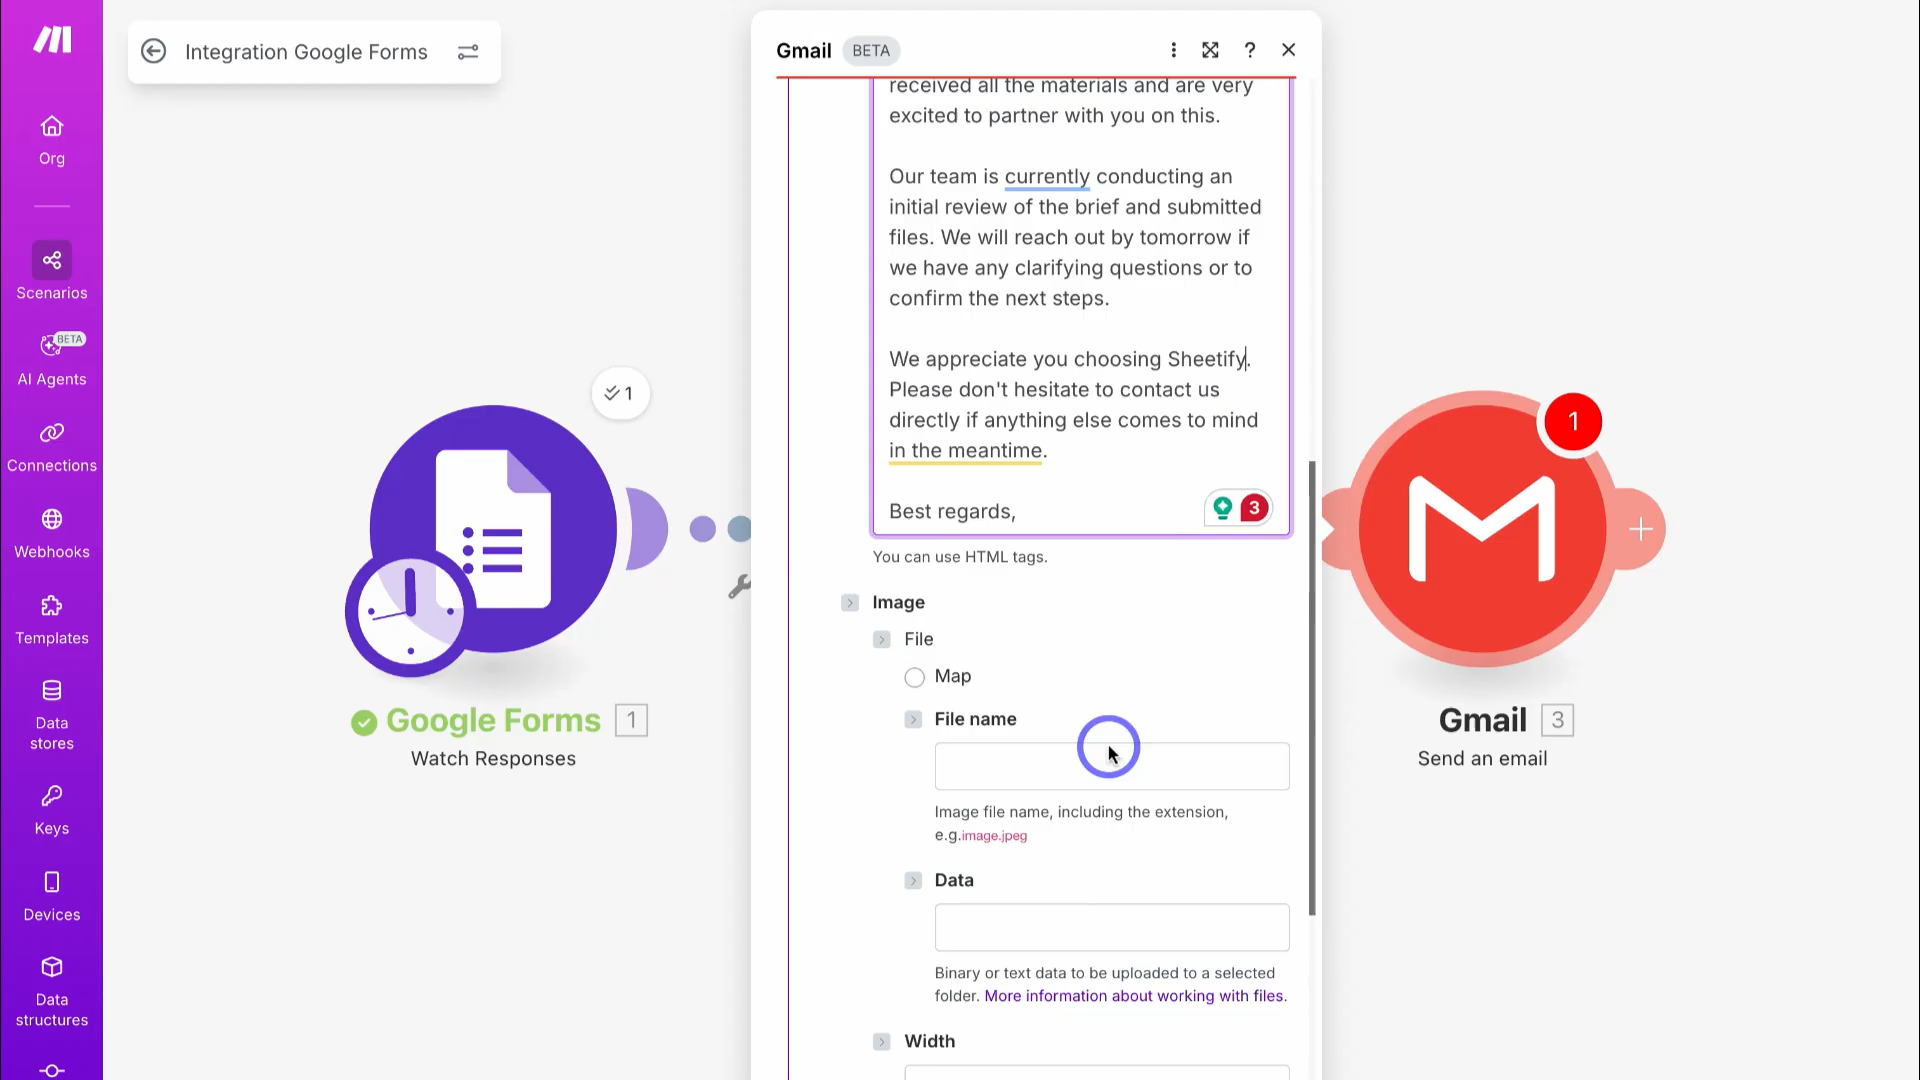 Integration Google Forms
Org
Scenarios
BETA
AI Agents
Connections
Webhooks
Templates
Data
stores
Keys
Devices
Data
structures
1
Google Forms 1
Watch Responses
Gmail BETA
?
received all the materials and are very
excited to partner with you on this.
Our team is currently conducting an
initial review of the brief and submitted
files. We will reach out by tomorrow if
we have any clarifying questions or to
confirm the next steps.
We appreciate you choosing Sheetify.
Please don't hesitate to contact us
directly if anything else comes to mind
in the meantime.
Best regards,
3
You can use HTML tags.
Image
File
Map
File name
Image file name, including the extension,
e.g.image.jpeg
Data
Binary or text data to be uploaded to a selected
folder. More information about working with files.
Width
1
Gmail 3
Send an email